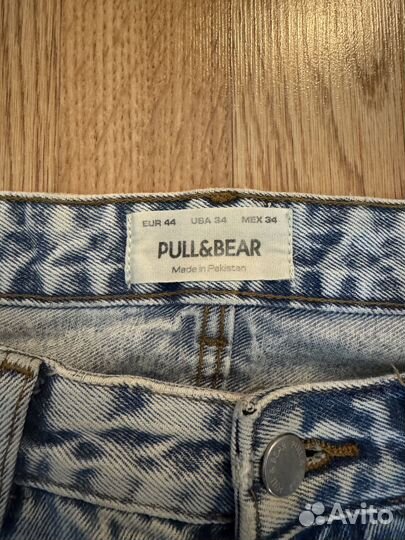 EUR 44 USA 34 MEX 34
PULL&BEAR
Made in Pakistan
Avito